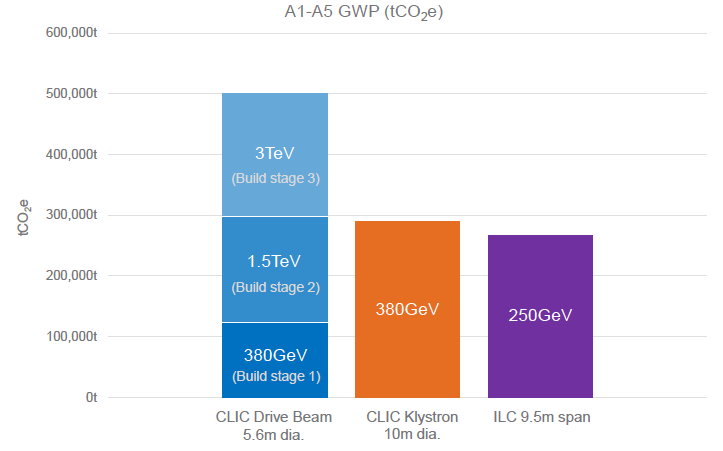 A1-A5 GWP (tCO₂e)
600,000t
500,000t
400,000t
300,000t
200,000t
100,000t
0t
tCO₂e
3TeV
(Build stage 3)
1.5TeV
(Build stage 2)
380GeV
(Build stage 1)
380GeV
250GeV
CLIC Drive Beam
5.6m dia.
CLIC Klystron
10m dia.
ILC 9.5m span